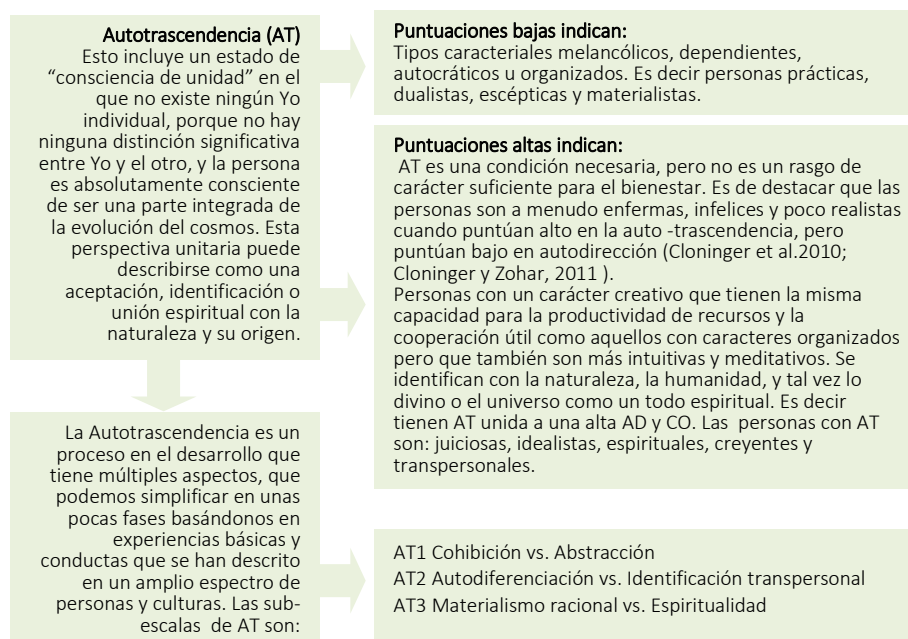 Autotrascendencia (AT)
Esto incluye un estado de
“consciencia de unidad” en el
que no existe ningún Yo
individual, porque no hay
ninguna distinción significativa
entre Yo y el otro, y la persona
es absolutamente consciente
de ser una parte integrada de
la evolución del cosmos. Esta
perspectiva unitaria puede
describirse como una
aceptación, identificación o
unión espiritual con la
naturaleza y su origen.
Puntuaciones bajas indican:
Tipos caracteriales melancólicos, dependientes,
autocráticos u organizados. Es decir personas prácticas,
dualistas, escépticas y materialistas.
Puntuaciones altas indican:
AT es una condición necesaria, pero no es un rasgo de
carácter suficiente para el bienestar. Es de destacar que las
personas son a menudo enfermas, infelices y poco realistas
cuando puntúan alto en la auto -trascendencia, pero
puntúan bajo en autodirección (Cloninger et al.2010;
Cloninger y Zohar, 2011 ).
Personas con un carácter creativo que tienen la misma
capacidad para la productividad de recursos y la
cooperación útil como aquellos con caracteres organizados
pero que también son más intuitivas y meditativos. Se
identifican con la naturaleza, la humanidad, y tal vez lo
divino o el universo como un todo espiritual. Es decir
tienen AT unida a una alta AD y CO. Las personas con AT
son: juiciosas, idealistas, espirituales, creyentes y
transpersonales.
La Autotrascendencia es un
proceso en el desarrollo que
tiene múltiples aspectos, que
podemos simplificar en unas
pocas fases basándonos en
experiencias básicas y
conductas que se han descrito
en un amplio espectro de
personas y culturas. Las sub-
escalas de AT son:
AT1 Cohibición vs. Abstracción
AT2 Autodiferenciación vs. Identificación transpersonal
AT3 Materialismo racional vs. Espiritualidad